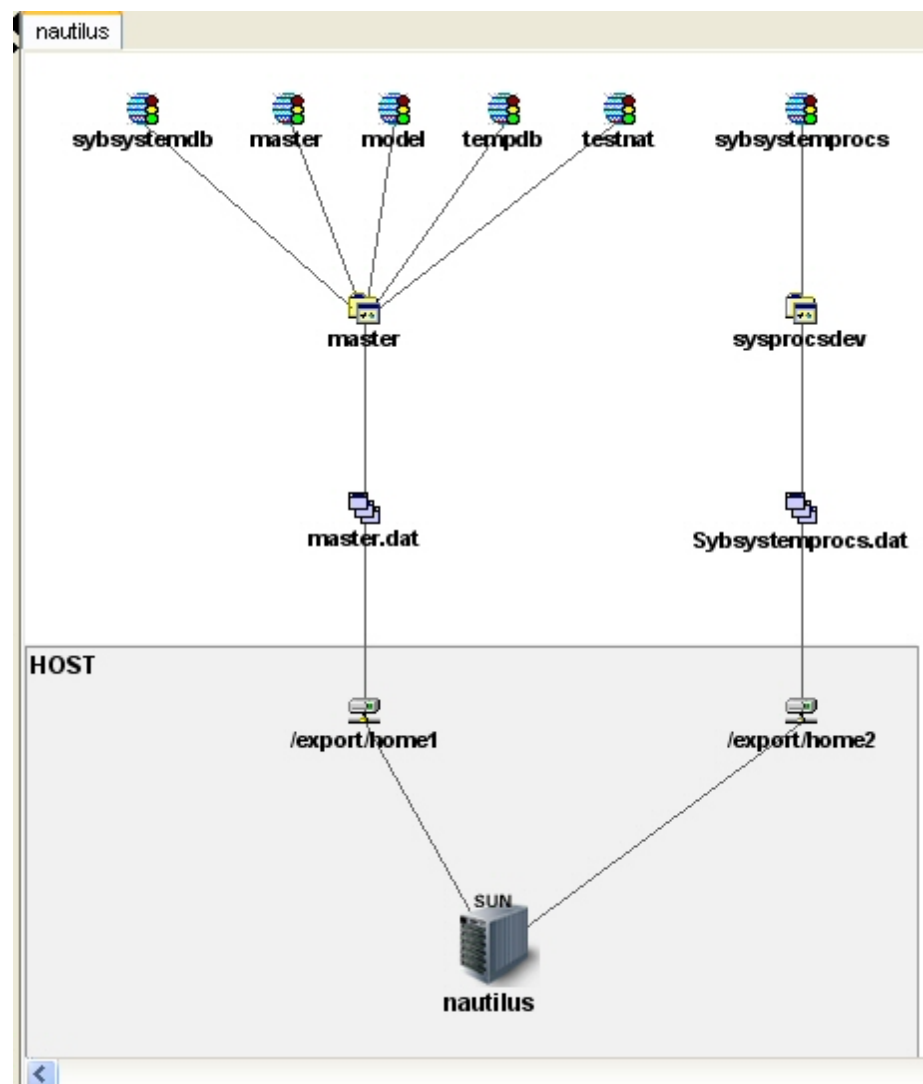 nautilus
sybsystemdb master model tempdb testnat sybsystemprocs
master sysprocsdev
master.dat Sybsystemprocs.dat
HOST
/export/home1 /export/home2
SUN
nautilus